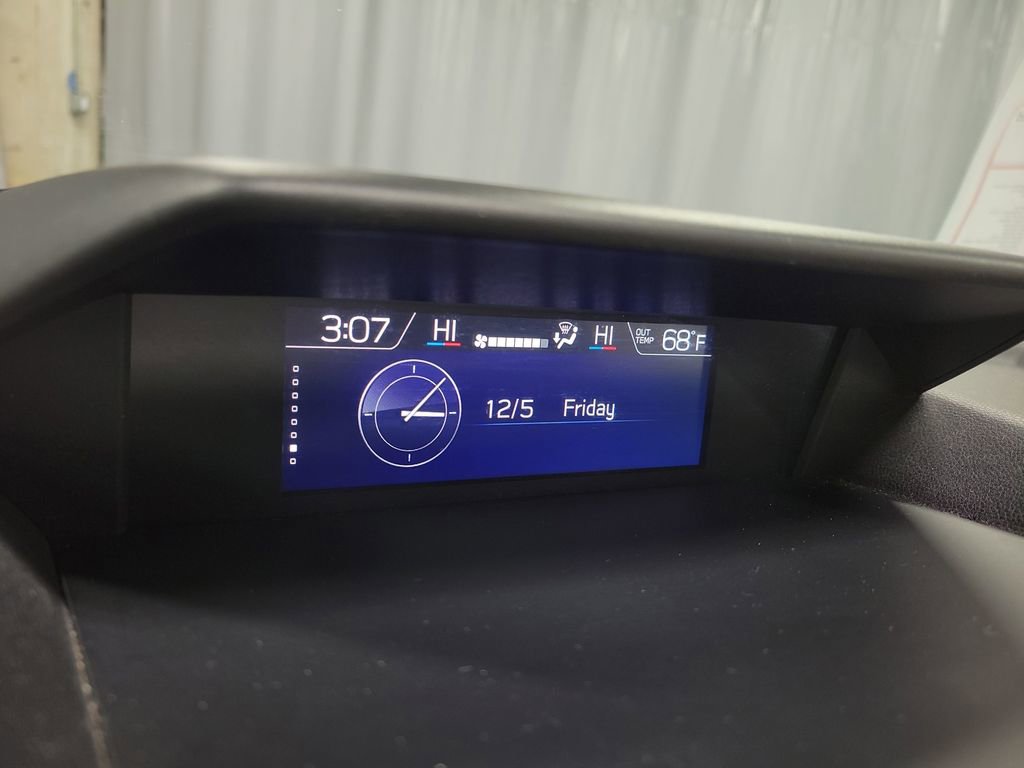 3:07 HI HI OUT TEMP 68°F
12/5 Friday